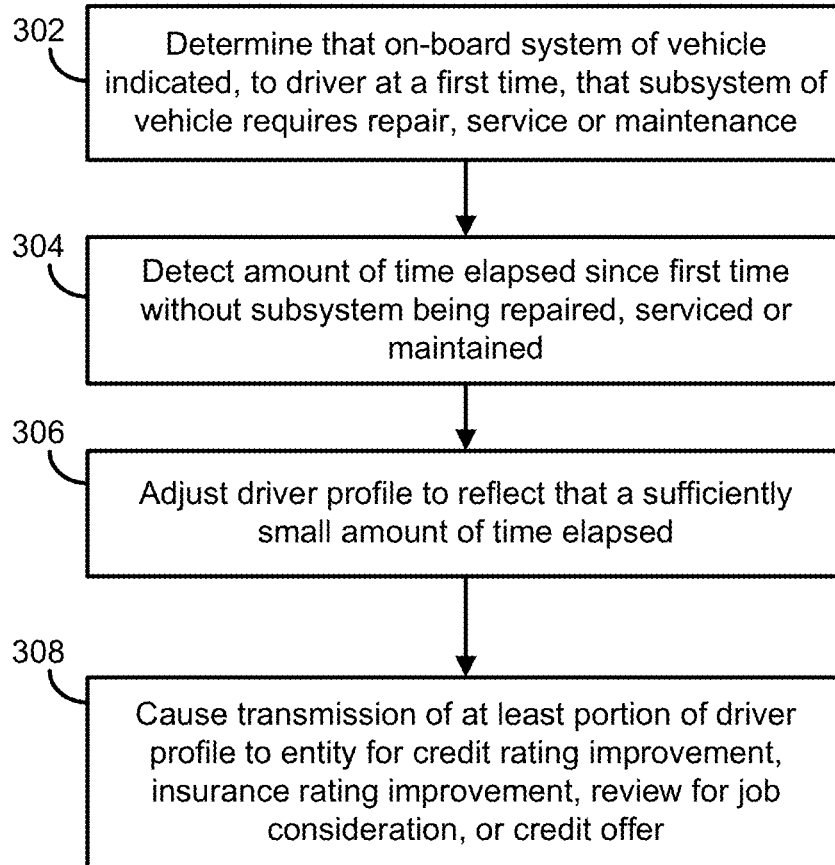 302
Determine that on-board system of vehicle
indicated, to driver at a first time, that subsystem of
vehicle requires repair, service or maintenance
304
Detect amount of time elapsed since first time
without subsystem being repaired, serviced or
maintained
306
Adjust driver profile to reflect that a sufficiently
small amount of time elapsed
308
Cause transmission of at least portion of driver
profile to entity for credit rating improvement,
insurance rating improvement, review for job
consideration, or credit offer